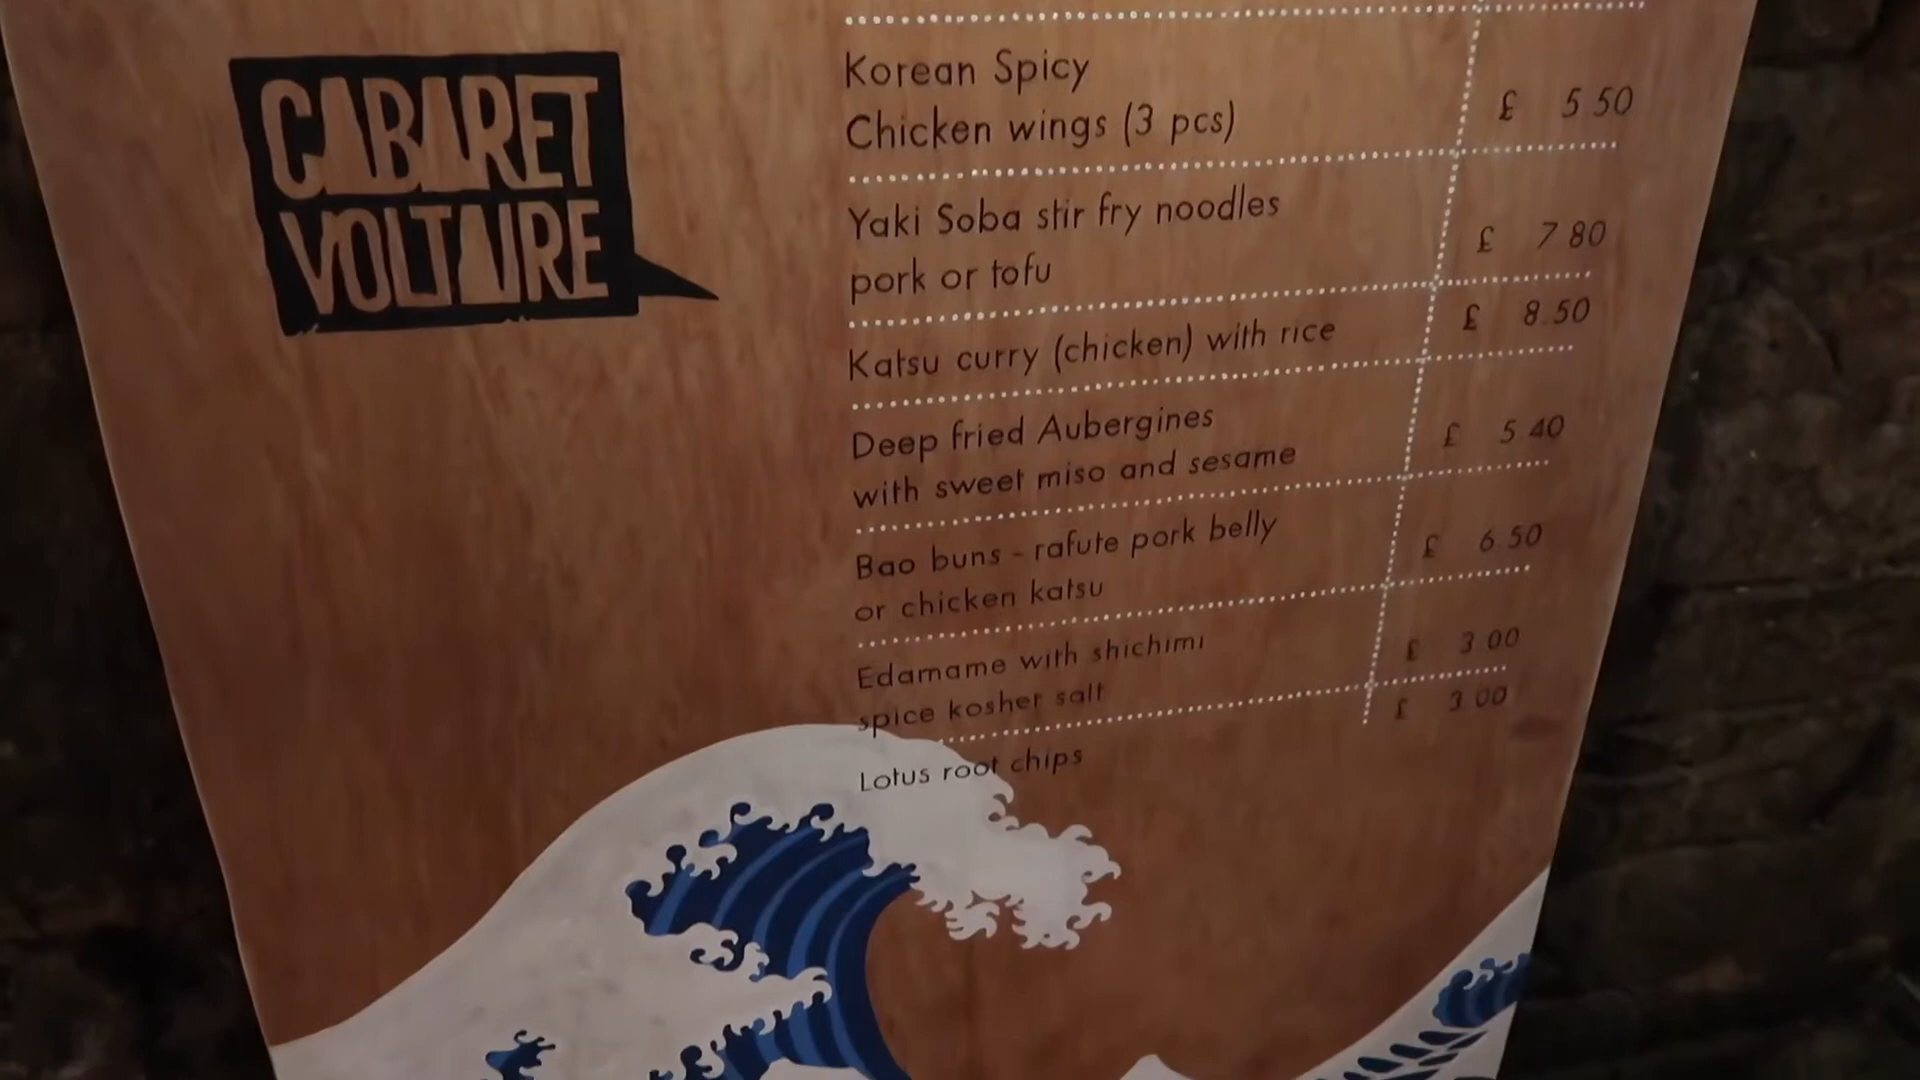 CABARET
VOLTAIRE
Korean Spicy
Chicken wings (3 pcs) £ 5.50
Yaki Soba stir fry noodles
pork or tofu £ 7.80
Katsu curry (chicken) with rice £ 8.50
Deep fried Aubergines
with sweet miso and sesame £ 5.40
Bao buns - rafute pork belly
or chicken katsu £ 6.50
Edamame with shichimi
spice kosher salt £ 3.00
Lotus root chips £ 3.00